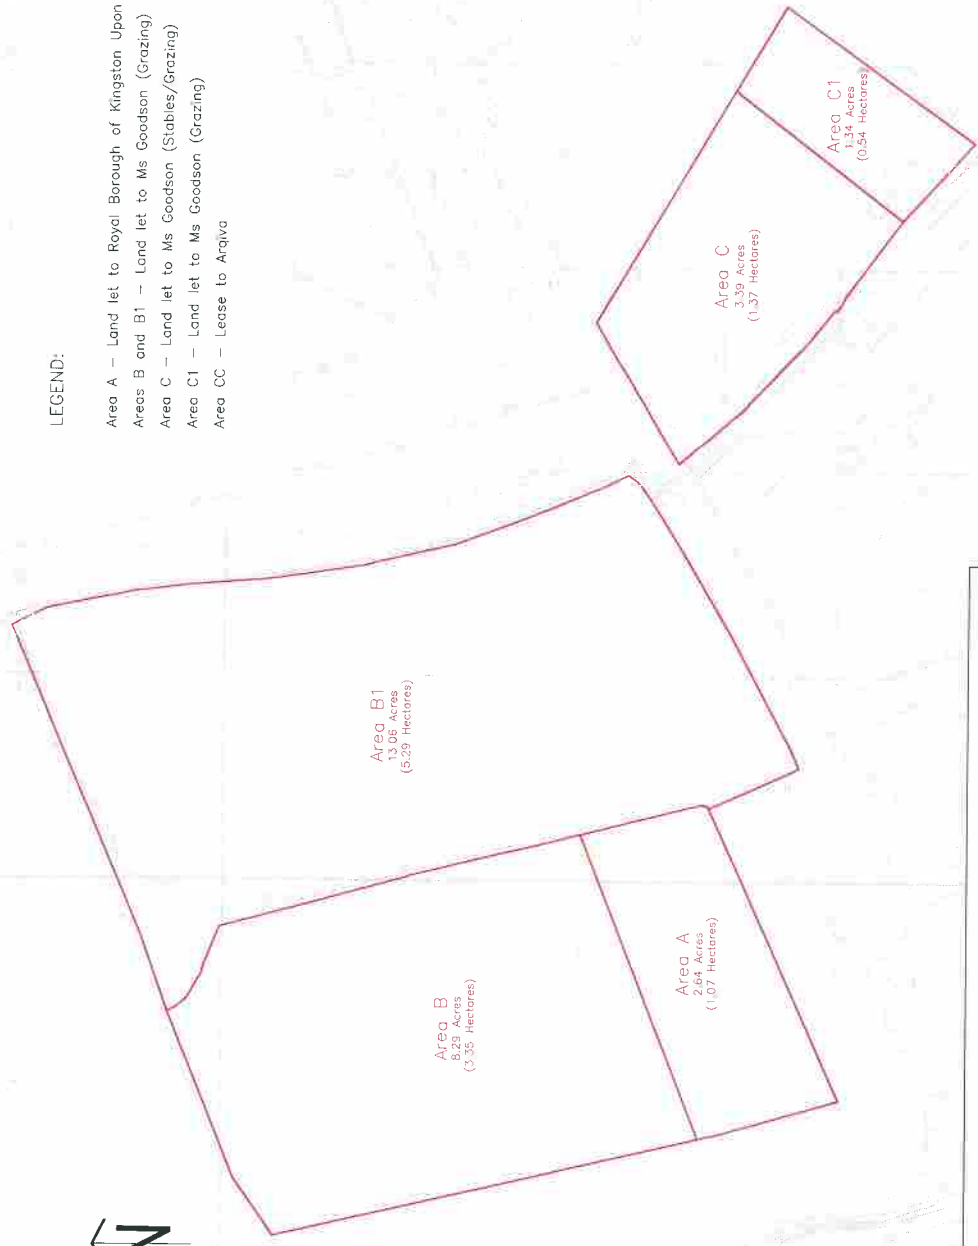 LEGEND:
Area A – Land let to Royal Borough of Kingston Upon
Areas B and B1 – Land let to Ms Goodson (Grazing)
Area C – Land let to Ms Goodson (Stables/Grazing)
Area C1 – Land let to Ms Goodson (Grazing)
Area CC – Lease to Arqiva
Area B1
13.06 Acres
(5.29 Hectares)
Area B
8.29 Acres
(3.35 Hectares)
Area A
2.64 Acres
(1.07 Hectares)
Area C
3.39 Acres
(1.37 Hectares)
Area C1
1.34 Acres
(0.54 Hectares)
N